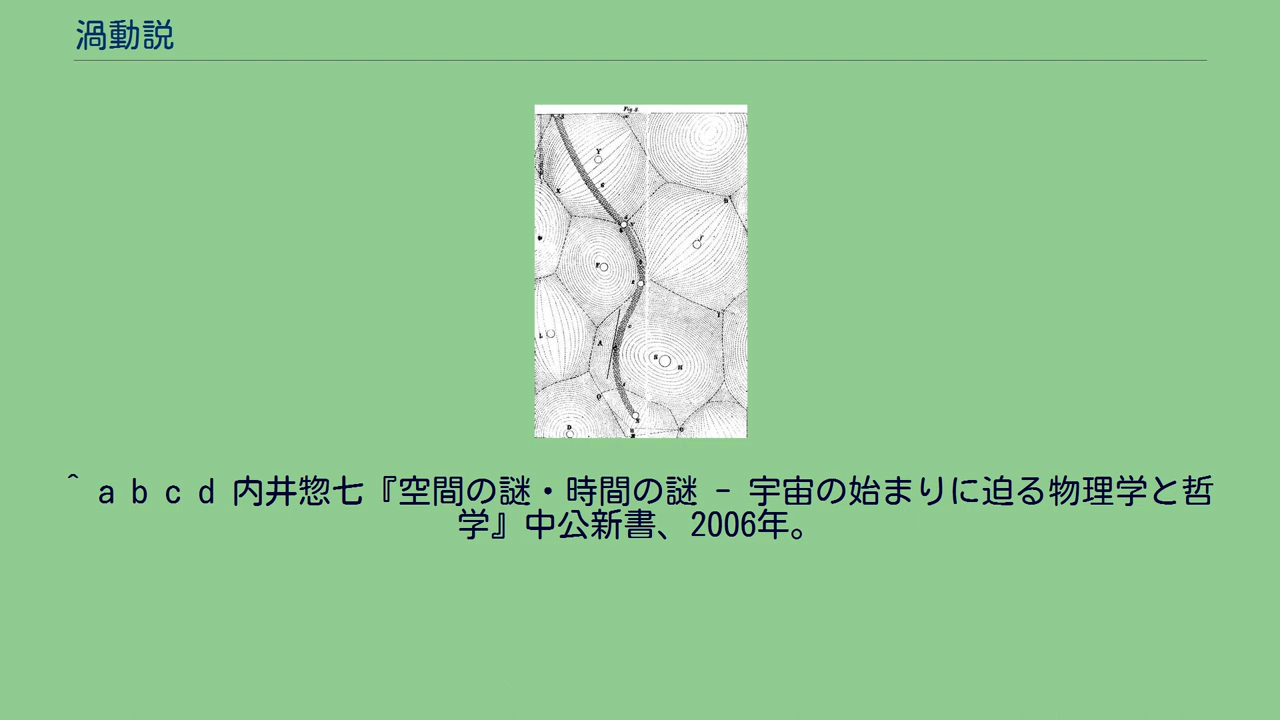 渦動説
Fig. 3.
^ a b c d 内井惣七『空間の謎・時間の謎 - 宇宙の始まりに迫る物理学と哲
学』中公新書、2006年。